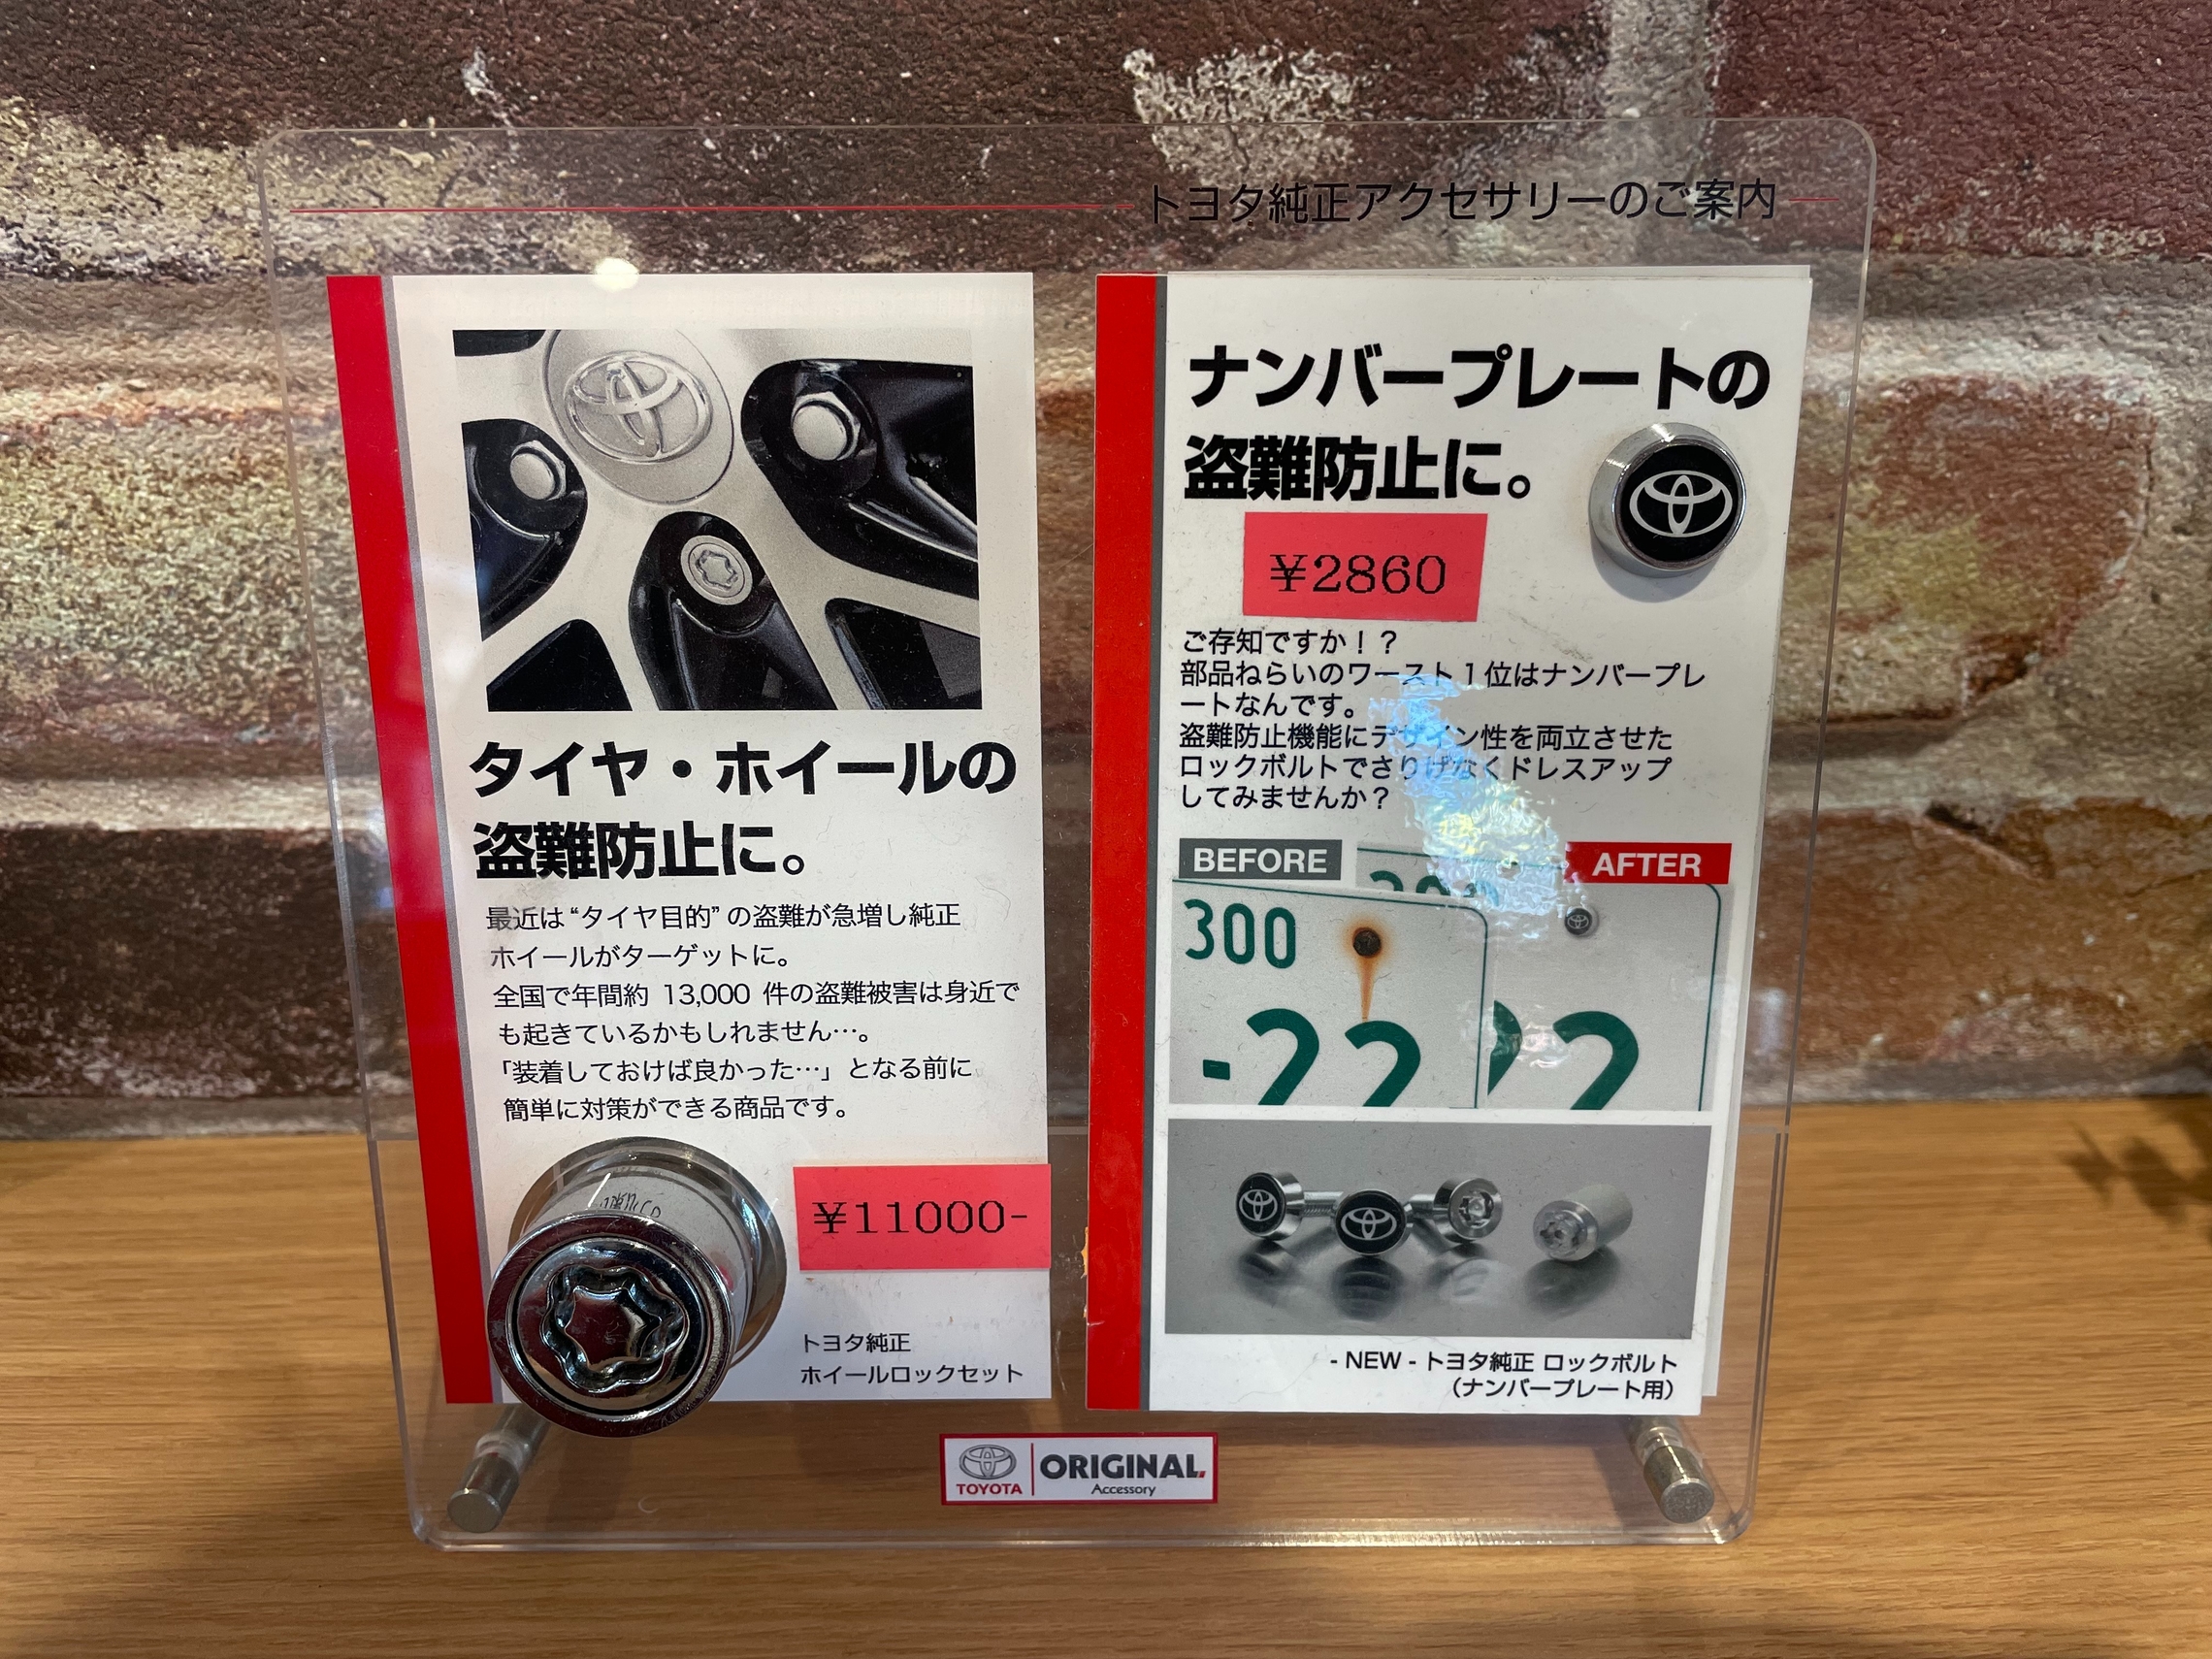 トヨタ純正アクセサリーのご案内
タイヤ・ホイールの
盗難防止に。
最近は“タイヤ目的”の盗難が急増し純正
ホイールがターゲットに。
全国で年間約 13,000 件の盗難被害は身近で
も起きているかもしれません…。
「装着しておけば良かった…」となる前に
簡単に対策ができる商品です。
¥11000-
トヨタ純正
ホイールロックセット
ナンバープレートの
盗難防止に。
¥2860
ご存知ですか！？
部品ねらいのワースト1位はナンバープレ
ートなんです。
盗難防止機能にデザイン性を両立させた
ロックボルトでさりげなくドレスアップ
してみませんか？
BEFORE
AFTER
300
-22
2
- NEW - トヨタ純正 ロックボルト
（ナンバープレート用）
TOYOTA
ORIGINAL.
Accessory